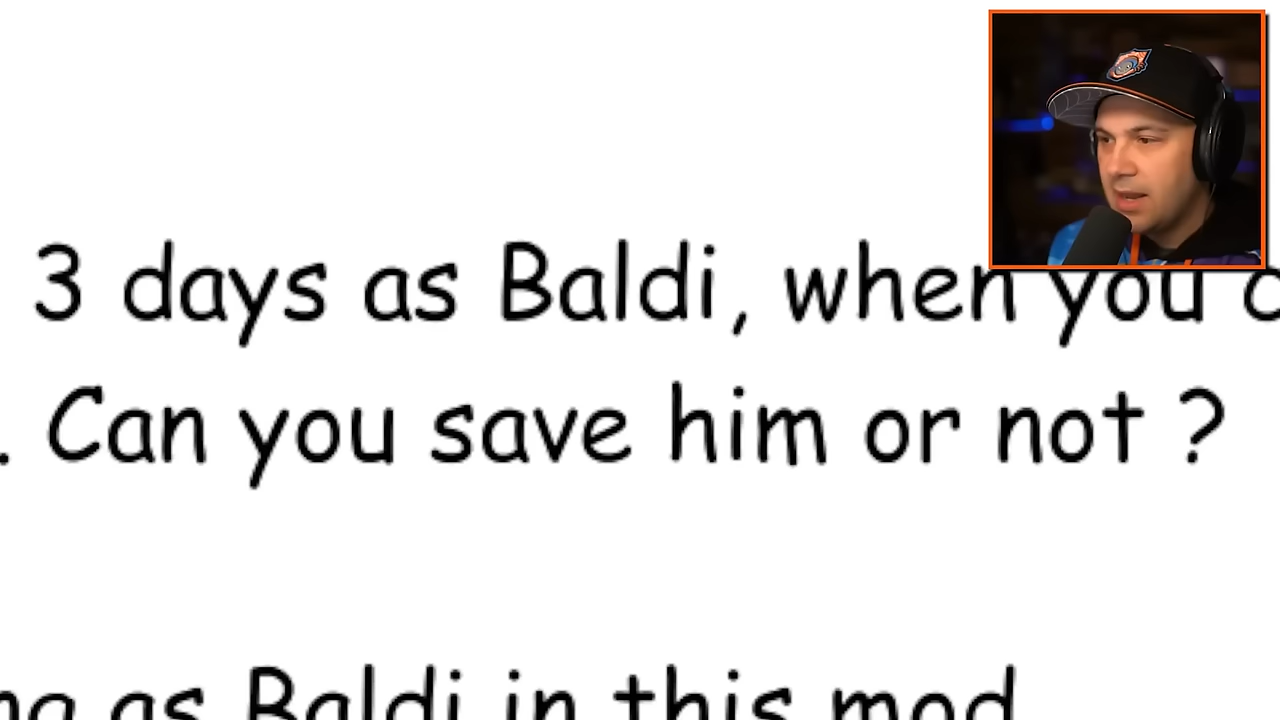 3 days as Baldi, when you
. Can you save him or not ?
as Baldi in this mod